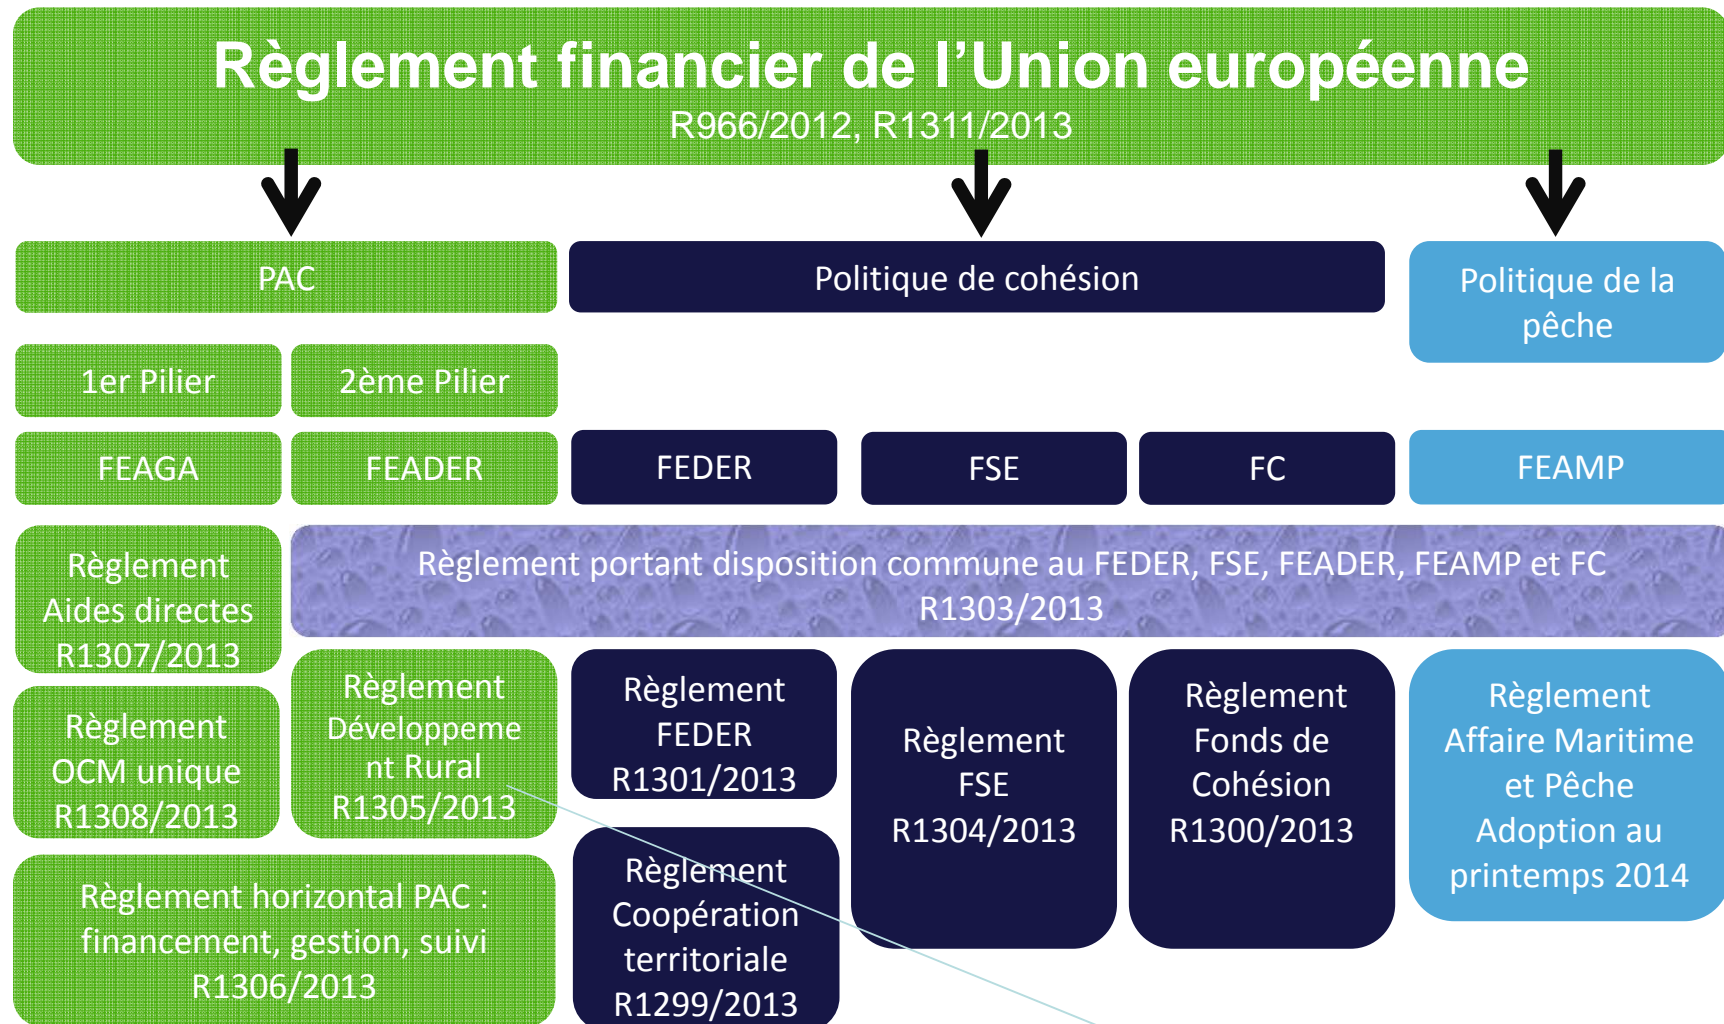 Règlement financier de l'Union européenne
R966/2012, R1311/2013
PAC
Politique de cohésion
Politique de la
pêche
1er Pilier
2ème Pilier
FEAGA
FEADER
FEDER
FSE
FC
FEAMP
Règlement
Aides directes
R1307/2013
Règlement portant disposition commune au FEDER, FSE, FEADER, FEAMP et FC
R1303/2013
Règlement
OCM unique
R1308/2013
Règlement
Développeme
nt Rural
R1305/2013
Règlement
FEDER
R1301/2013
Règlement
FSE
R1304/2013
Règlement
Fonds de
Cohésion
R1300/2013
Règlement
Affaire Maritime
et Pêche
Adoption au
printemps 2014
Règlement horizontal PAC :
financement, gestion, suivi
R1306/2013
Règlement
Coopération
territoriale
R1299/2013